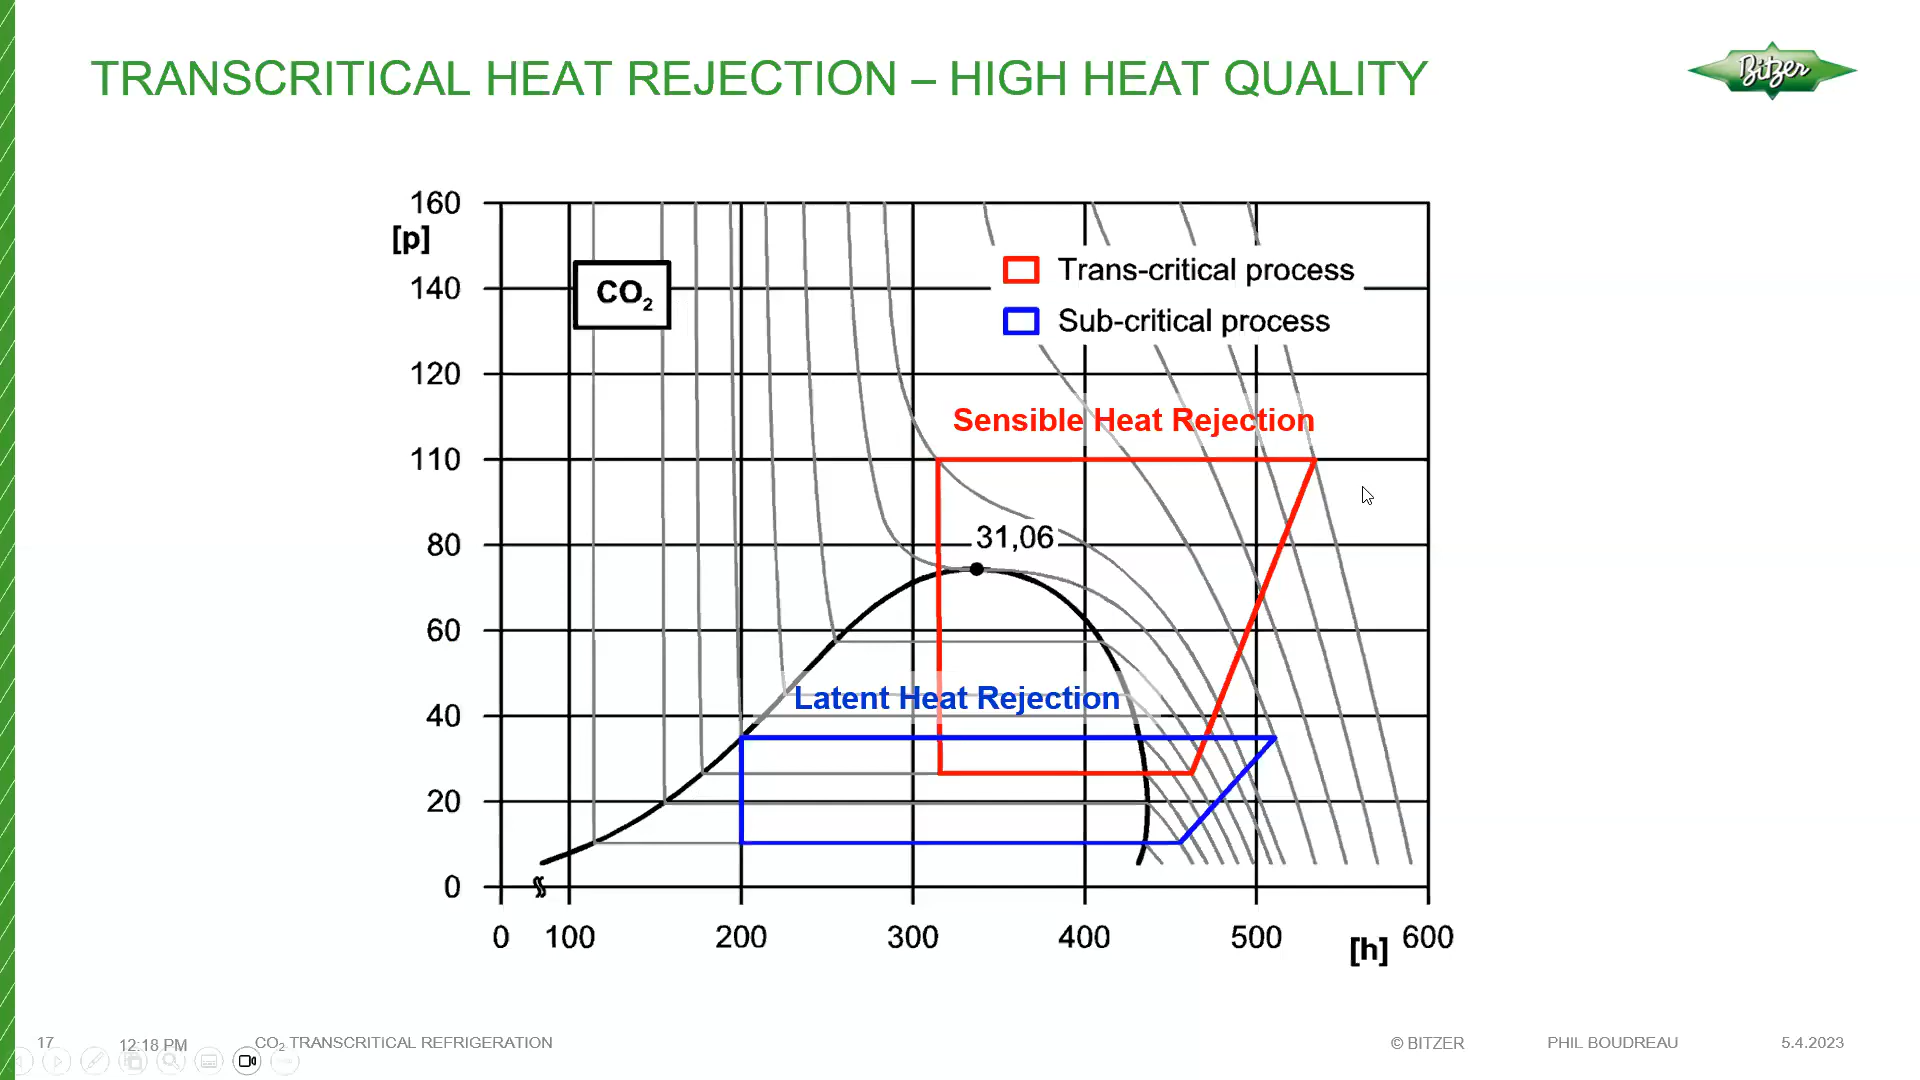 TRANSCRITICAL HEAT REJECTION – HIGH HEAT QUALITY
Bitzer
160
[p]
CO₂
Trans-critical process
140
Sub-critical process
120
Sensible Heat Rejection
110
31,06
80
60
Latent Heat Rejection
40
20
0
0 100 200 300 400 500 600
[h]
17 12:18 PM CO₂ TRANSCRITICAL REFRIGERATION © BITZER PHIL BOUDREAU 5.4.2023